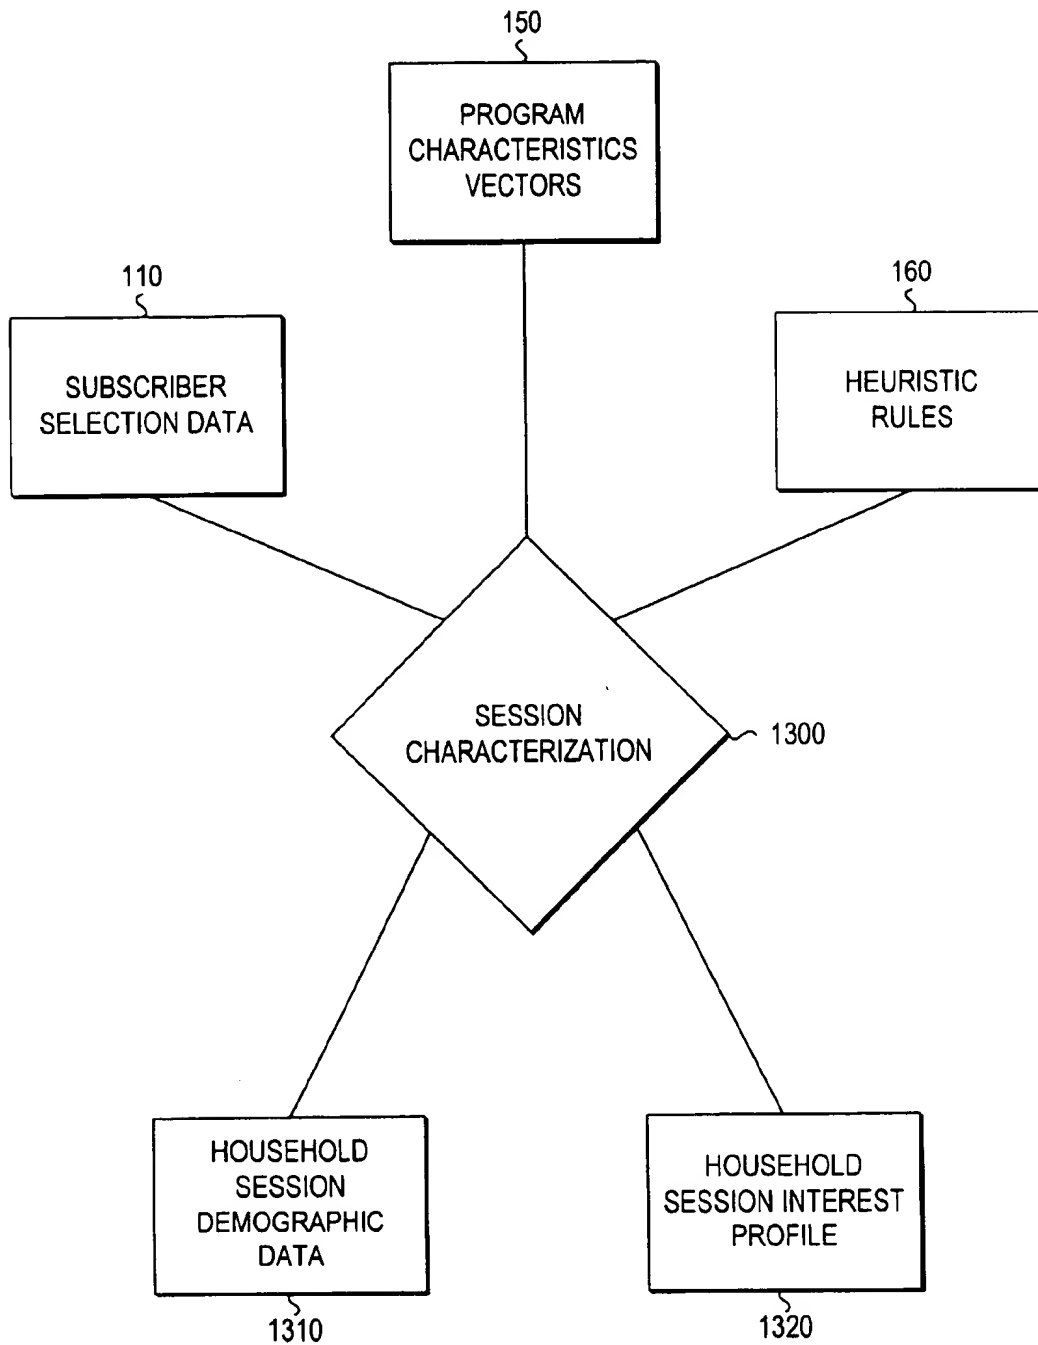 150
PROGRAM
CHARACTERISTICS
VECTORS
110
SUBSCRIBER
SELECTION DATA
160
HEURISTIC
RULES
SESSION
CHARACTERIZATION
1300
HOUSEHOLD
SESSION
DEMOGRAPHIC
DATA
1310
HOUSEHOLD
SESSION INTEREST
PROFILE
1320